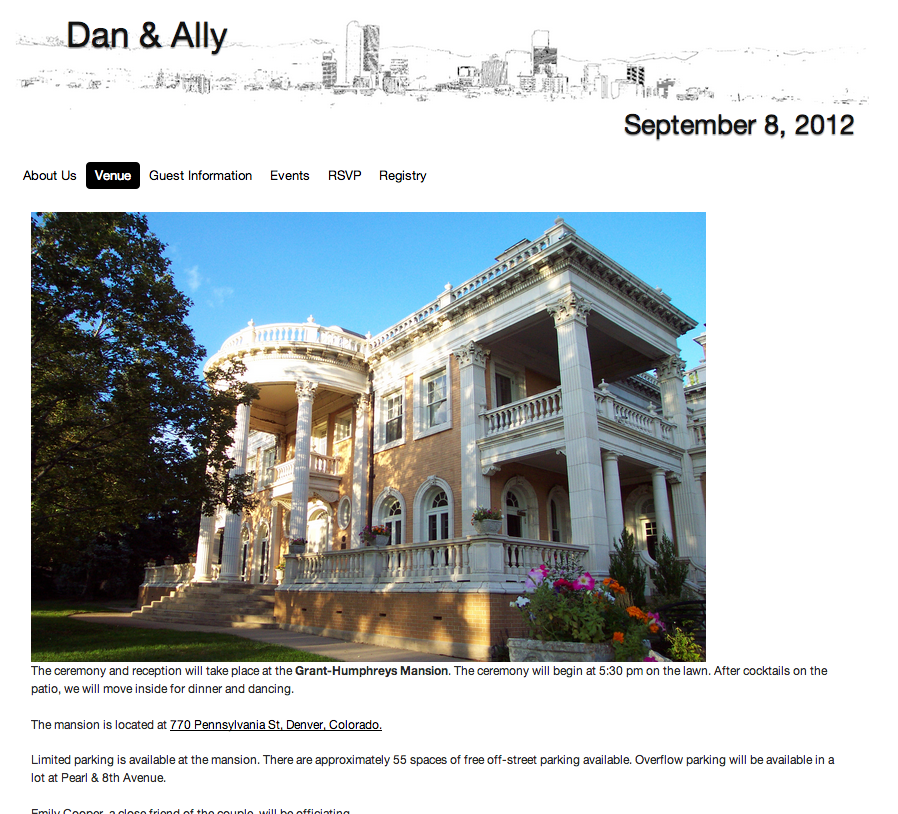 Dan & Ally
September 8, 2012
About Us Venue Guest Information Events RSVP Registry
The ceremony and reception will take place at the Grant-Humphreys Mansion. The ceremony will begin at 5:30 pm on the lawn. After cocktails on the
patio, we will move inside for dinner and dancing.
The mansion is located at 770 Pennsylvania St, Denver, Colorado.
Limited parking is available at the mansion. There are approximately 55 spaces of free off-street parking available. Overflow parking will be available in a
lot at Pearl & 8th Avenue.
Emily Cooper, a close friend of the couple, will be officiating.